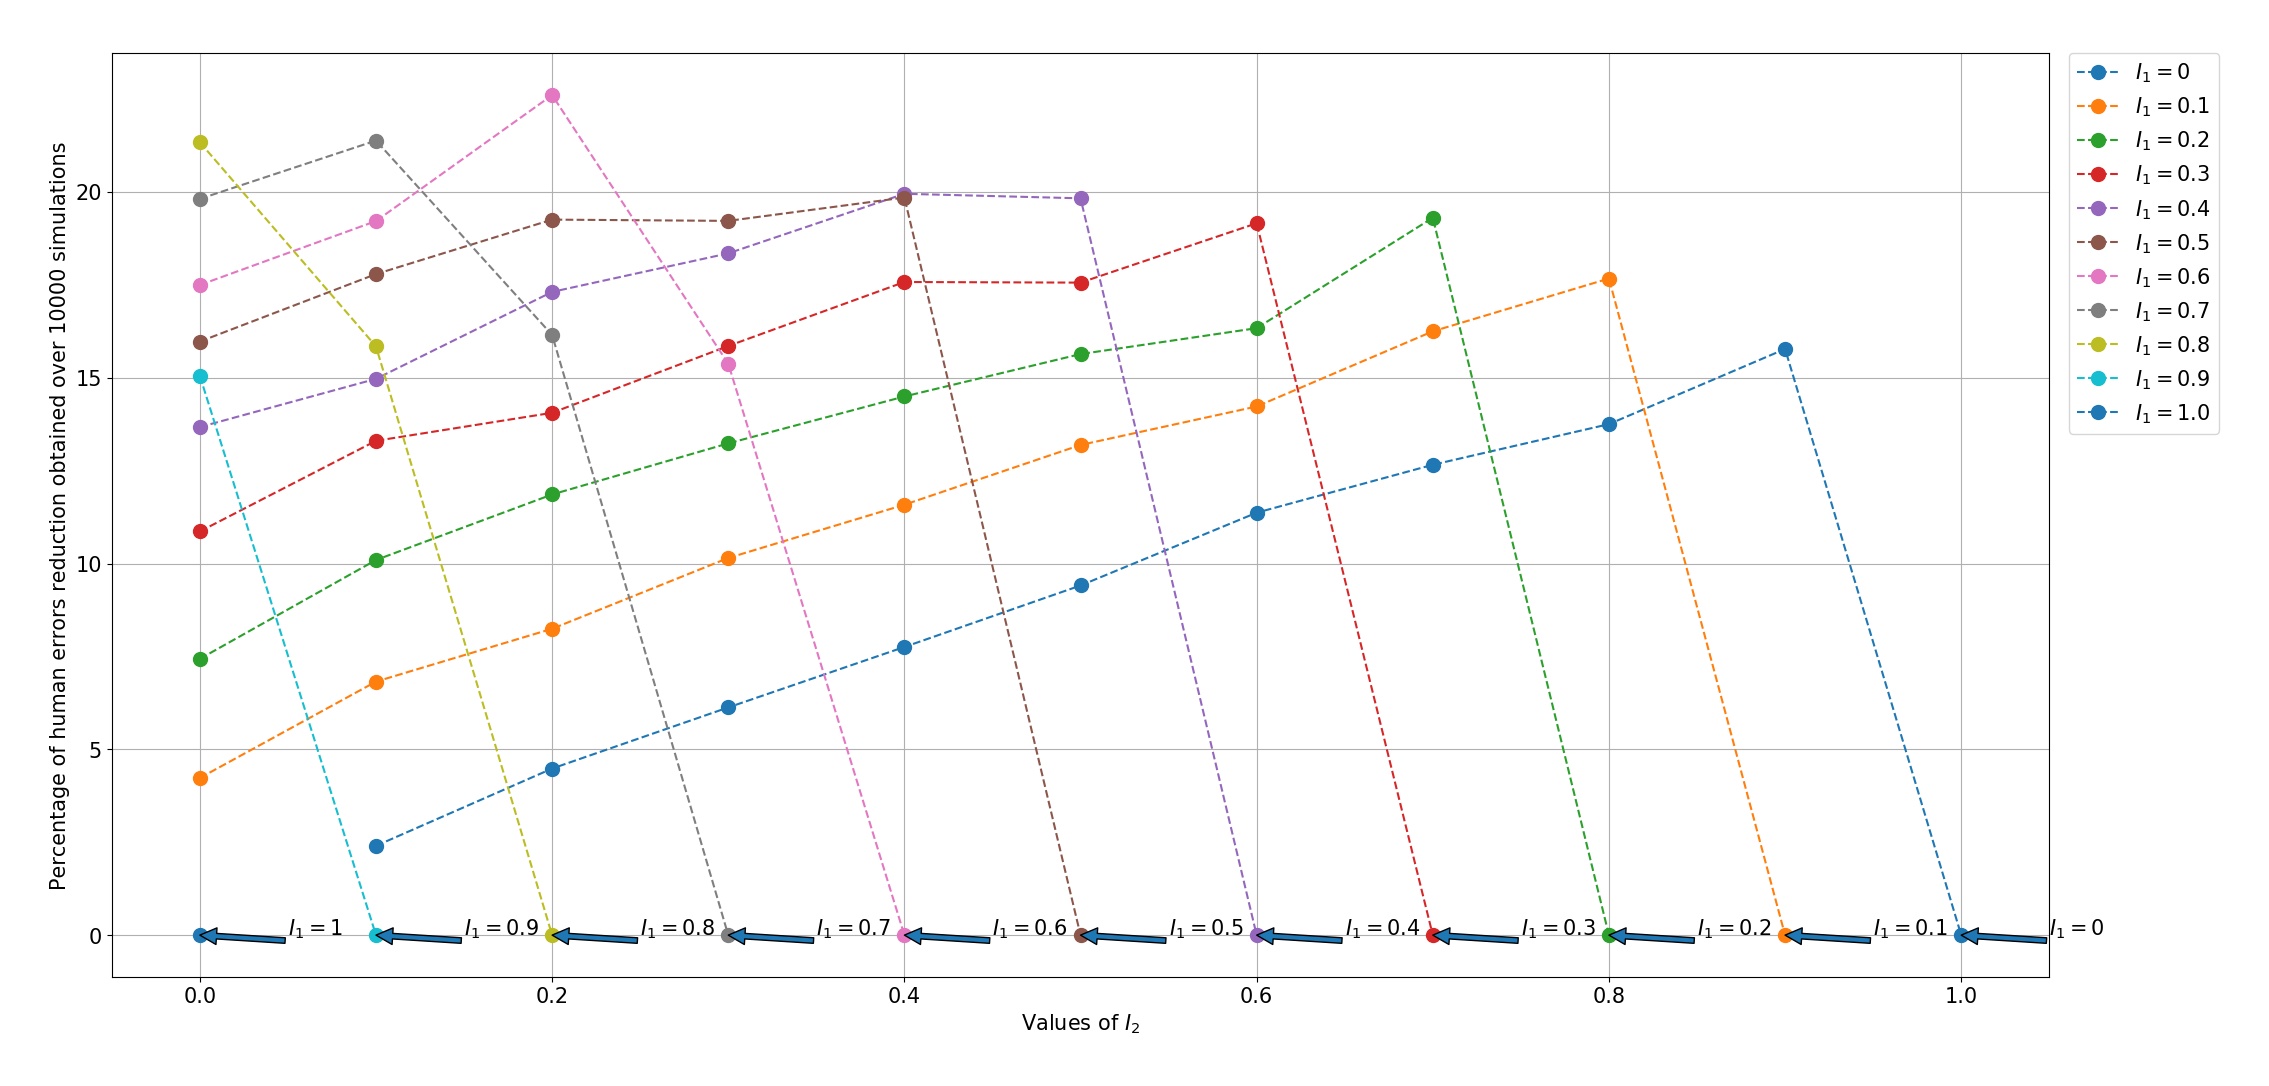 Percentage of human errors reduction obtained over 10000 simulations
20
15
10
5
0
I₁ = 1
I₁ = 0.9
I₁ = 0.8
I₁ = 0.7
I₁ = 0.6
I₁ = 0.5
I₁ = 0.4
I₁ = 0.3
I₁ = 0.2
I₁ = 0.1
I₁ = 0
0.0 0.2 0.4 0.6 0.8 1.0
Values of I₂
I₁ = 0
I₁ = 0.1
I₁ = 0.2
I₁ = 0.3
I₁ = 0.4
I₁ = 0.5
I₁ = 0.6
I₁ = 0.7
I₁ = 0.8
I₁ = 0.9
I₁ = 1.0